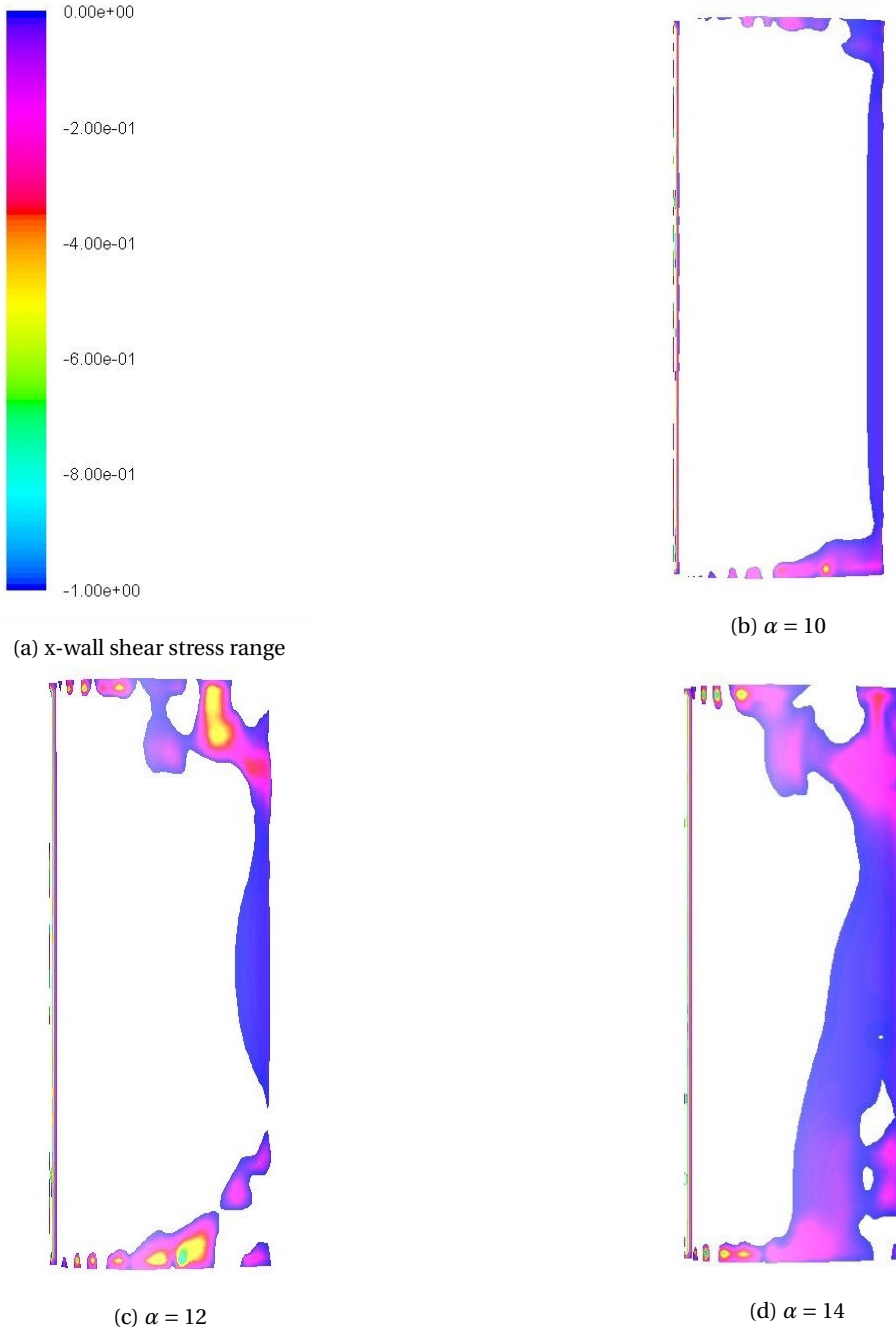 0.00e+00
-2.00e-01
-4.00e-01
-6.00e-01
-8.00e-01
-1.00e+00
(a) x-wall shear stress range
(b) α = 10
(c) α = 12
(d) α = 14